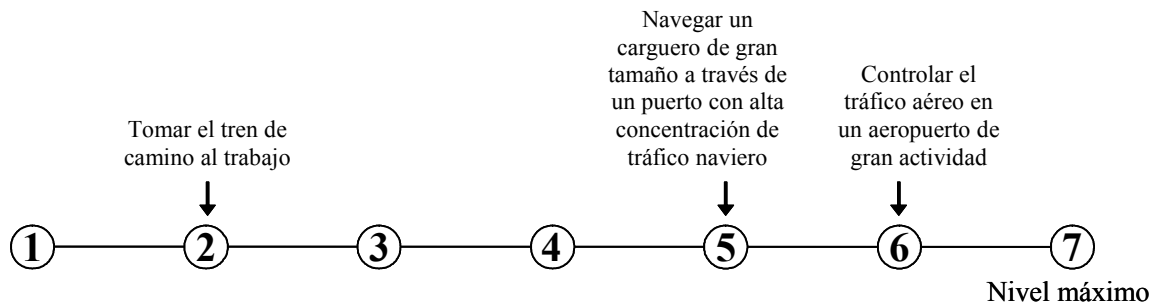 Navegar un
carguero de gran
tamaño a través de
un puerto con alta
concentración de
tráfico naviero
Controlar el
tráfico aéreo en
un aeropuerto de
gran actividad
Tomar el tren de
camino al trabajo
1 2 3 4 5 6 7
Nivel máximo